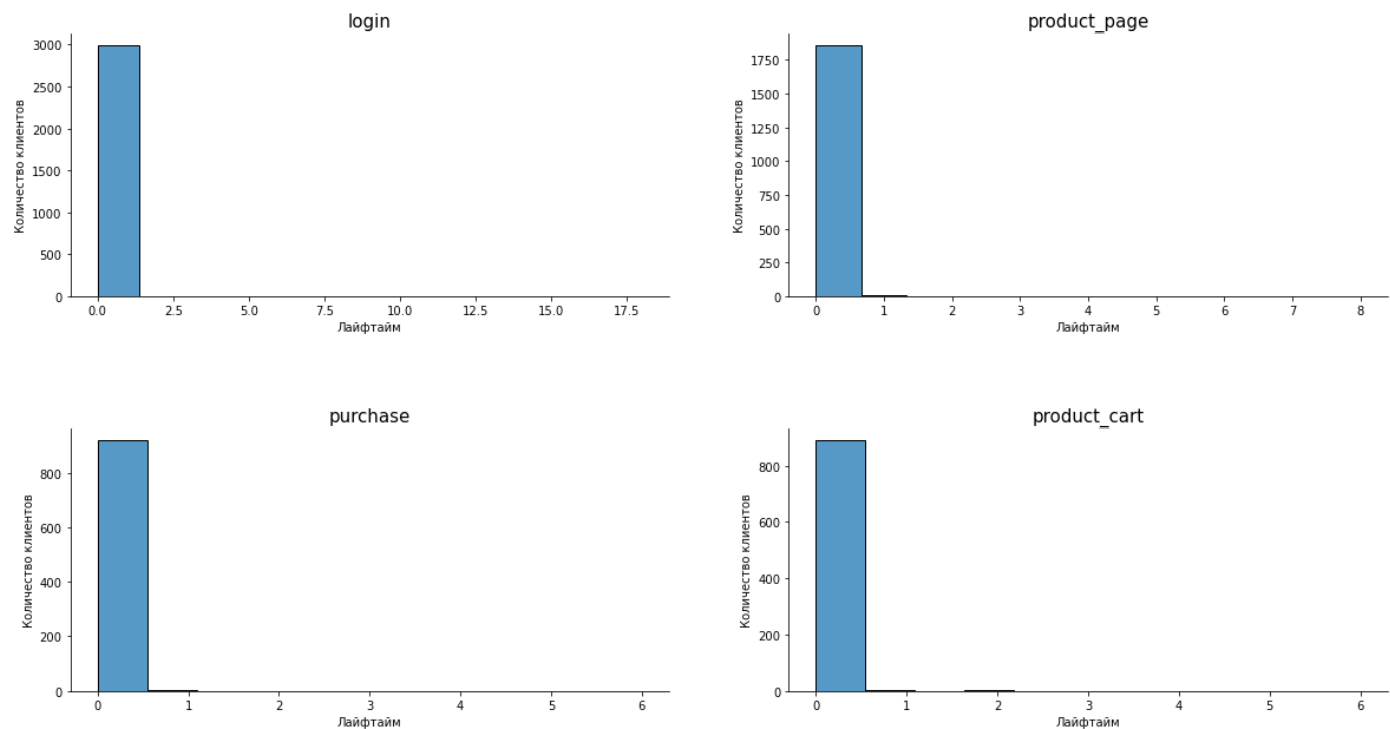 login
3000
2500
2000
1500
1000
500
0
Количество клиентов
0.0 2.5 5.0 7.5 10.0 12.5 15.0 17.5
Лайфтайм
product_page
1750
1500
1250
1000
750
500
250
0
Количество клиентов
0 1 2 3 4 5 6 7 8
Лайфтайм
purchase
800
600
400
200
0
Количество клиентов
0 1 2 3 4 5 6
Лайфтайм
product_cart
800
600
400
200
0
Количество клиентов
0 1 2 3 4 5 6
Лайфтайм